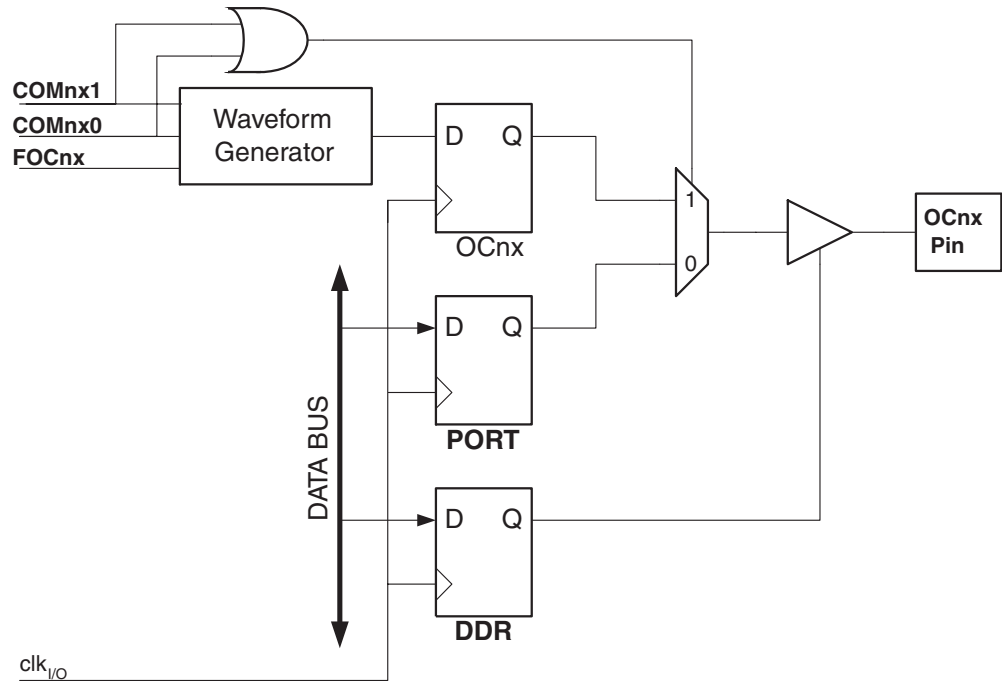 COMnx1
COMnx0
FOCnx
Waveform
Generator
D Q
OCnx
1
0
OCnx
Pin
DATA BUS
D Q
PORT
D Q
DDR
clkI/O